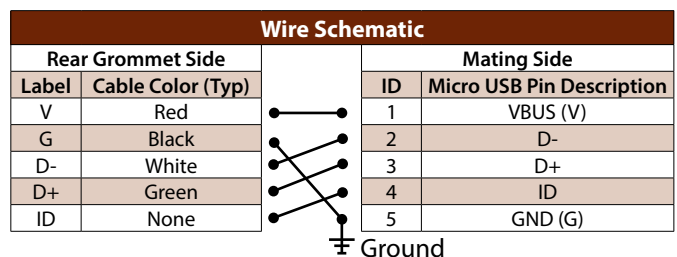 Wire Schematic
Rear Grommet Side Mating Side
Label Cable Color (Typ) ID Micro USB Pin Description
V Red 1 VBUS (V)
G Black 2 D-
D- White 3 D+
D+ Green 4 ID
ID None 5 GND (G)
Ground